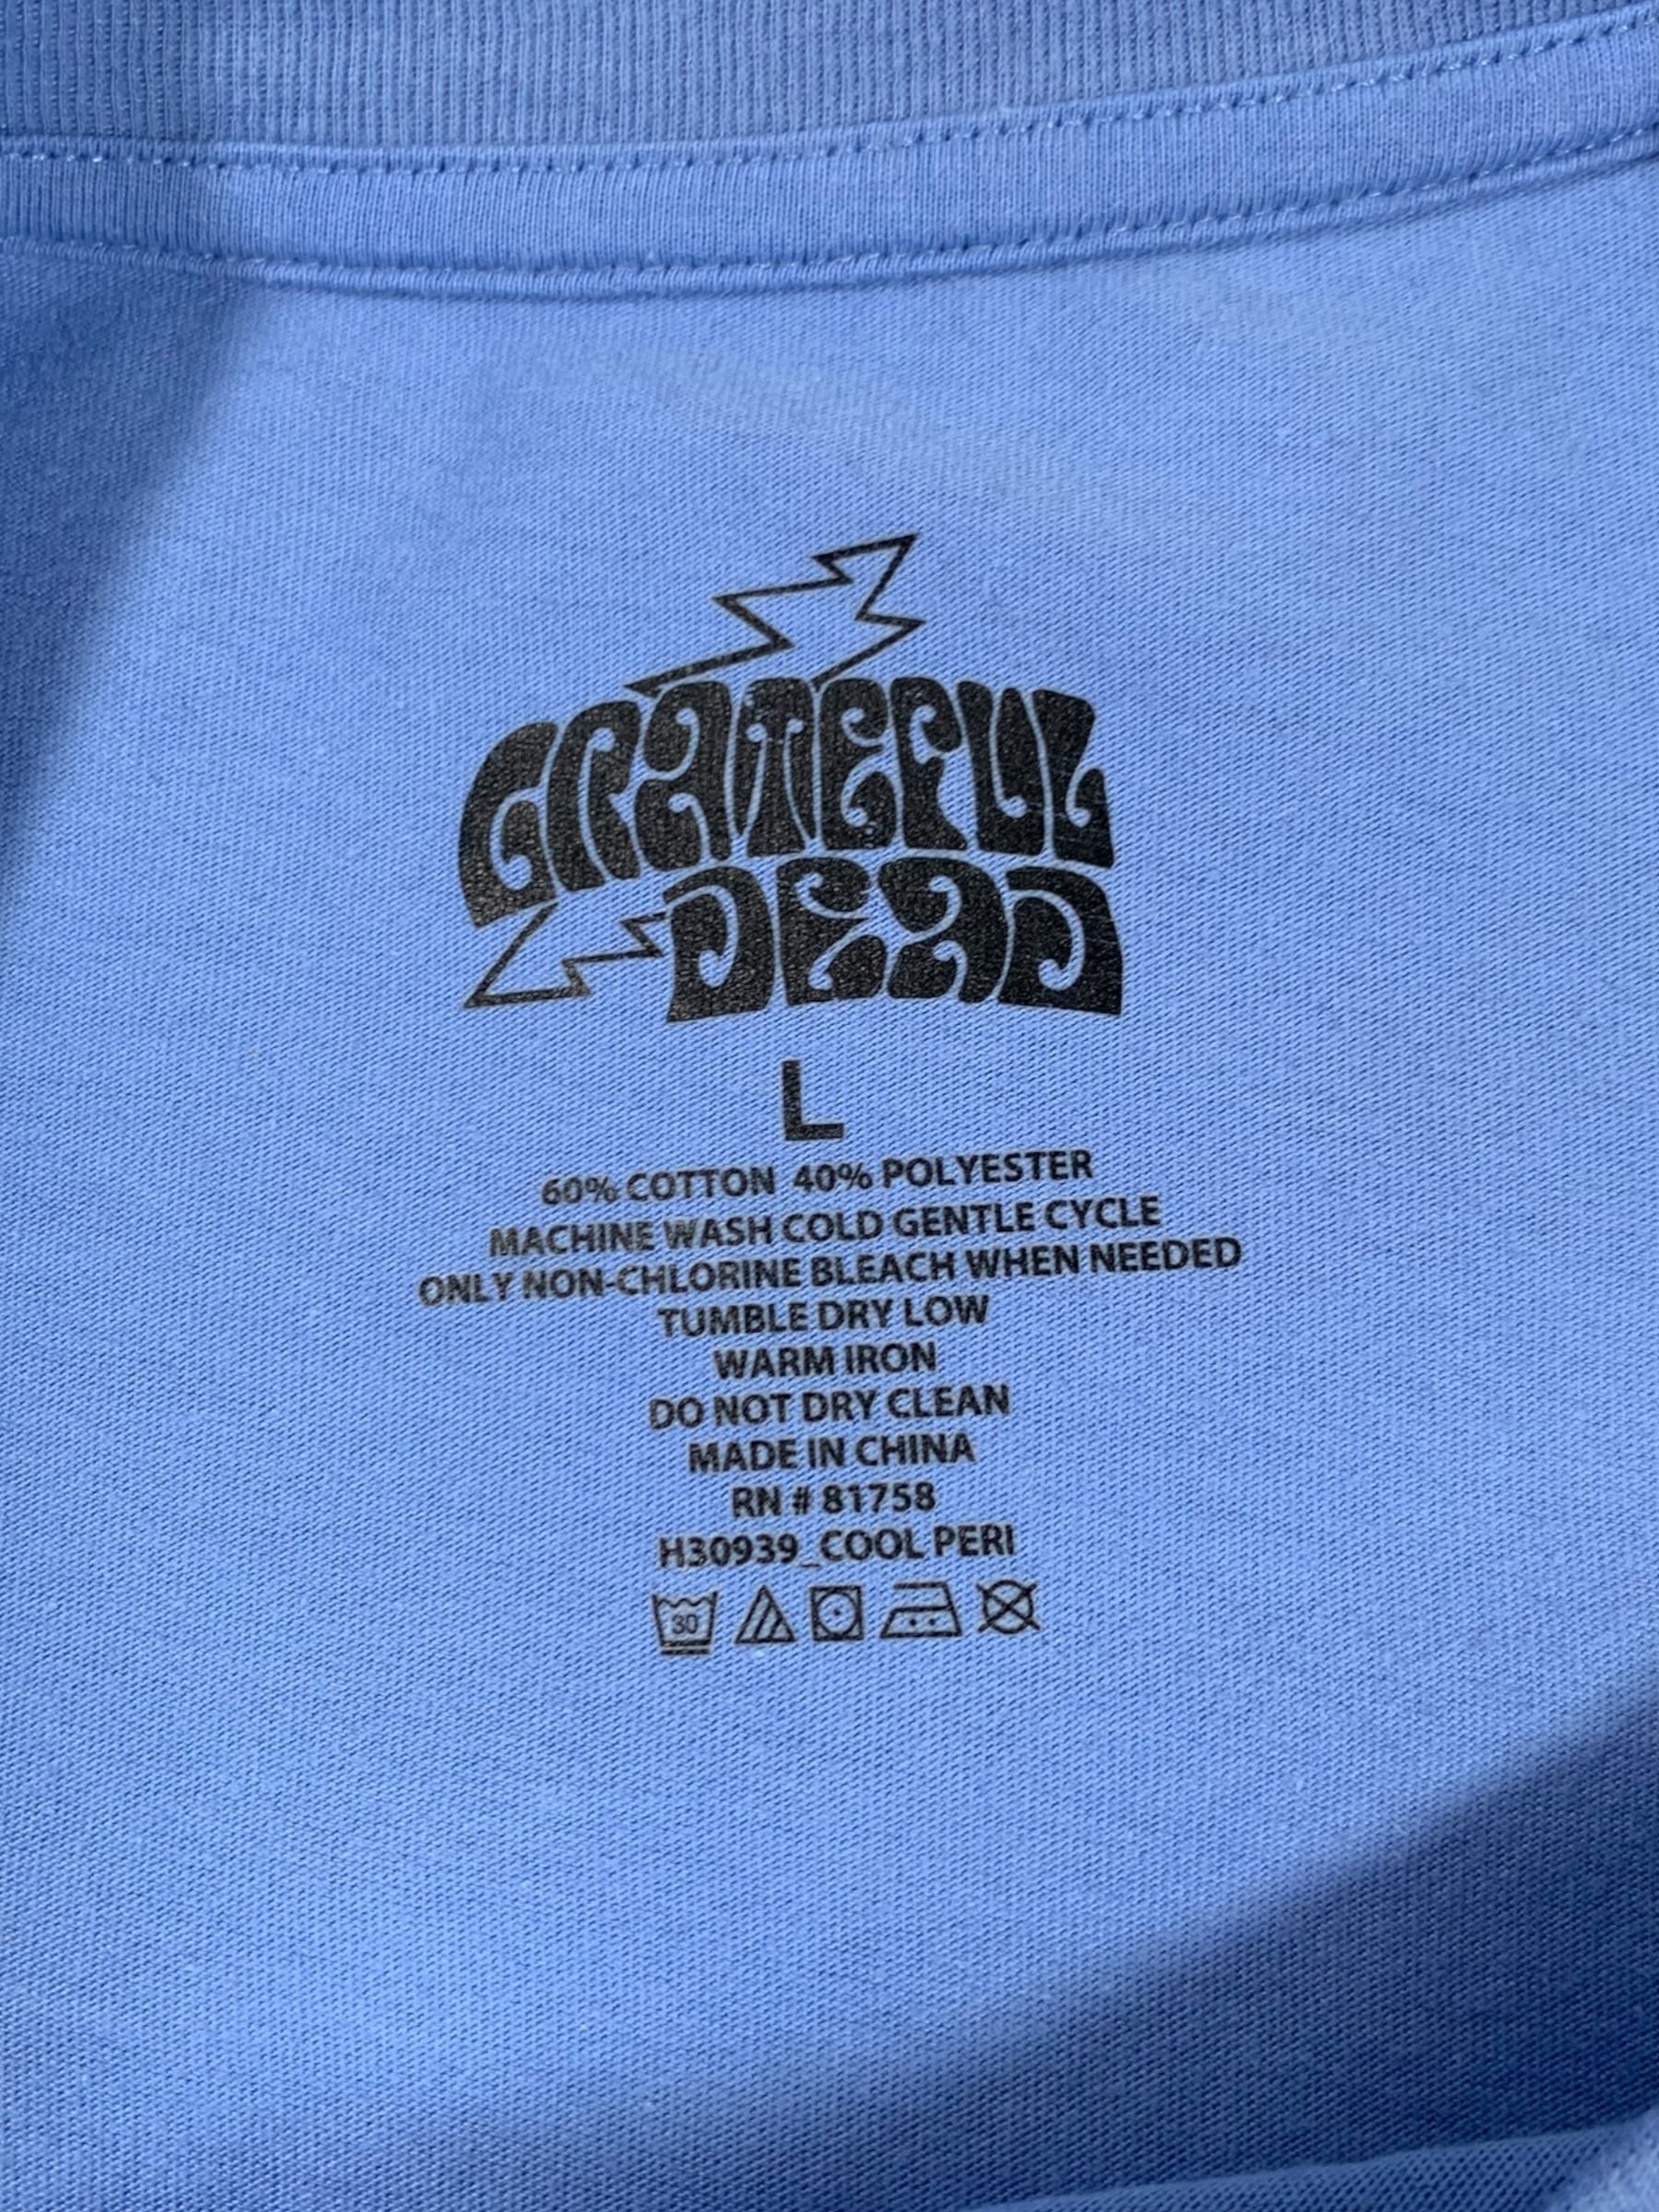 GRATEFUL
DEAD
L
60% COTTON 40% POLYESTER
MACHINE WASH COLD GENTLE CYCLE
ONLY NON-CHLORINE BLEACH WHEN NEEDED
TUMBLE DRY LOW
WARM IRON
DO NOT DRY CLEAN
MADE IN CHINA
RN # 81758
H30939_COOL PERI
30